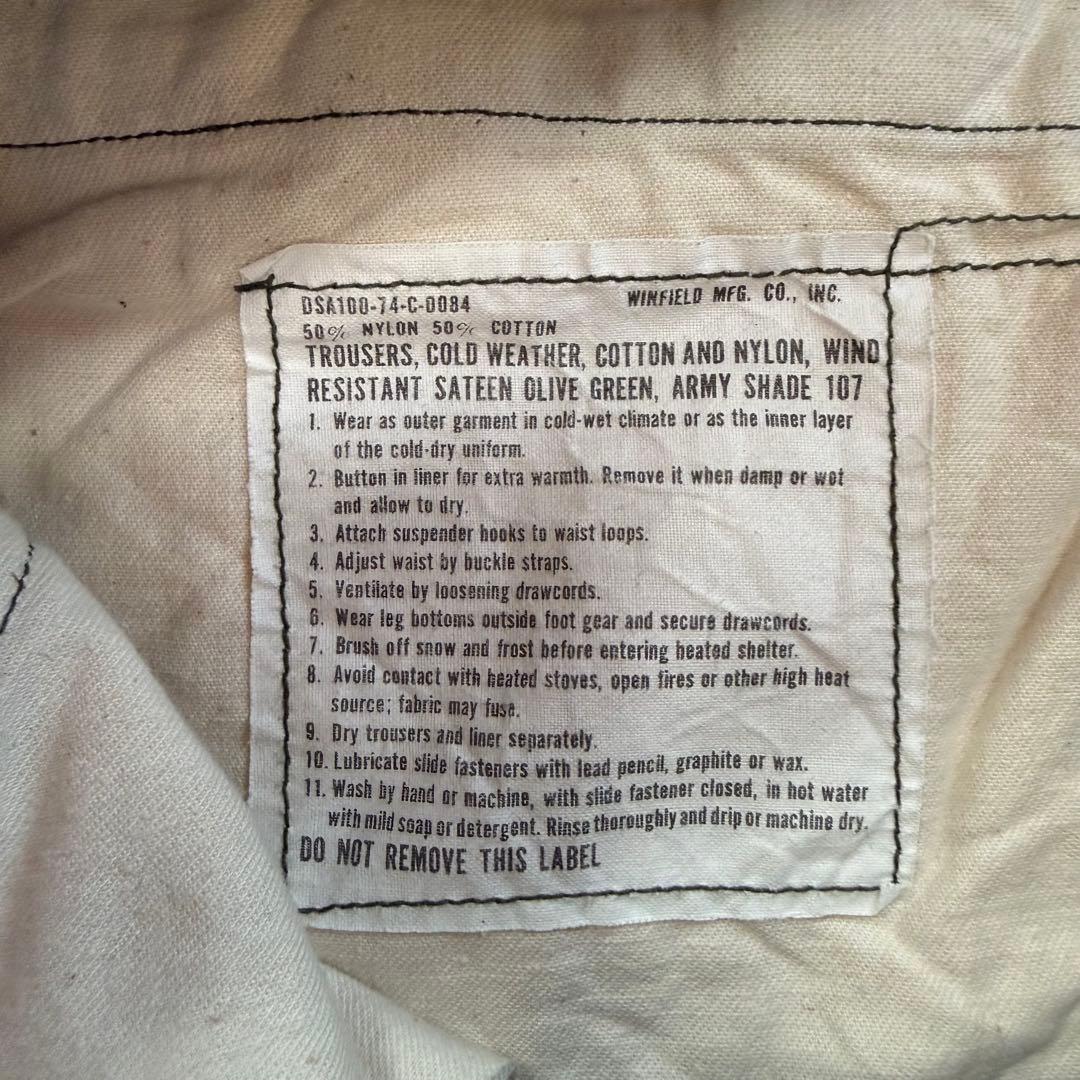 DSA100-74-C-0084 WINFIELD MFG. CO., INC.
50% NYLON 50% COTTON
TROUSERS, COLD WEATHER, COTTON AND NYLON, WIND
RESISTANT SATEEN OLIVE GREEN, ARMY SHADE 107
1. Wear as outer garment in cold-wet climate or as the inner layer
of the cold-dry uniform.
2. Button in liner for extra warmth. Remove it when damp or wet
and allow to dry.
3. Attach suspender hooks to waist loops.
4. Adjust waist by buckle straps.
5. Ventilate by loosening drawcords.
6. Wear leg bottoms outside foot gear and secure drawcords.
7. Brush off snow and frost before entering heated shelter.
8. Avoid contact with heated stoves, open fires or other high heat
source; fabric may fuse.
9. Dry trousers and liner separately.
10. Lubricate slide fasteners with lead pencil, graphite or wax.
11. Wash by hand or machine, with slide fastener closed, in hot water
with mild soap or detergent. Rinse thoroughly and drip or machine dry.
DO NOT REMOVE THIS LABEL